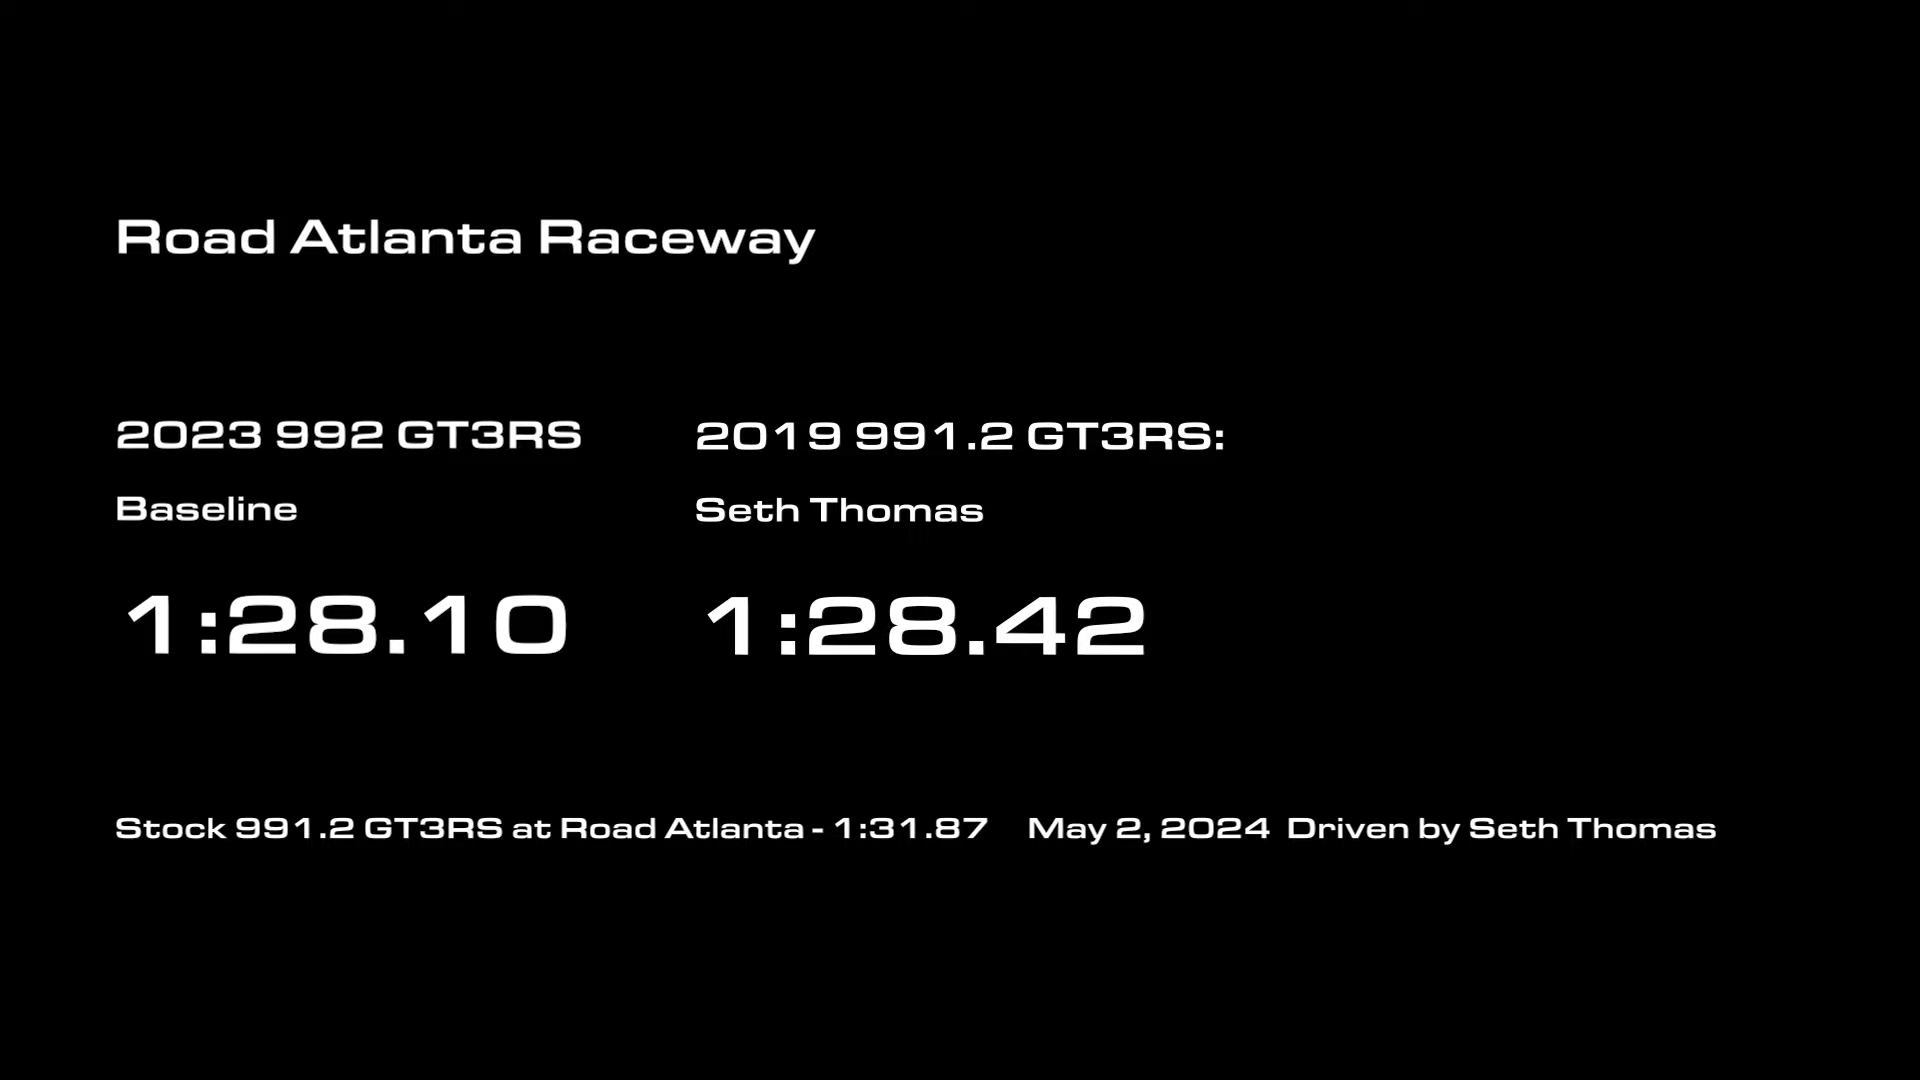 Road Atlanta Raceway
2023 992 GT3RS
Baseline
1:28.10
2019 991.2 GT3RS:
Seth Thomas
1:28.42
Stock 991.2 GT3RS at Road Atlanta - 1:31.87 May 2, 2024 Driven by Seth Thomas